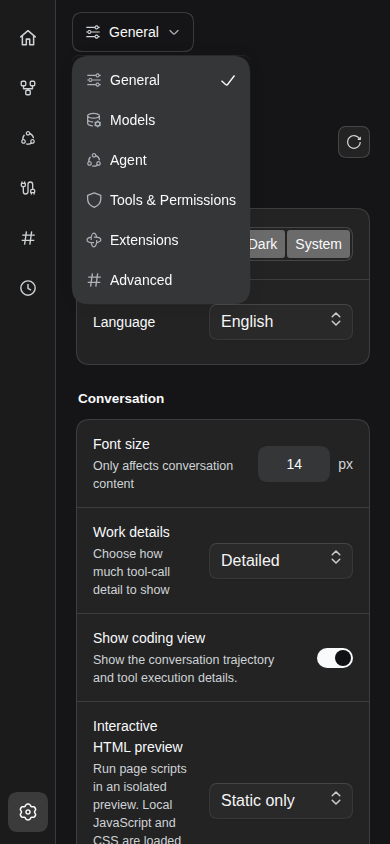 General
General
Models
Agent
Tools & Permissions
Extensions
Advanced
Dark
System
Language
English
Conversation
Font size
Only affects conversation
content
14
px
Work details
Choose how
much tool-call
detail to show
Detailed
Show coding view
Show the conversation trajectory
and tool execution details.
Interactive
HTML preview
Run page scripts
in an isolated
preview. Local
JavaScript and
CSS are loaded
Static only